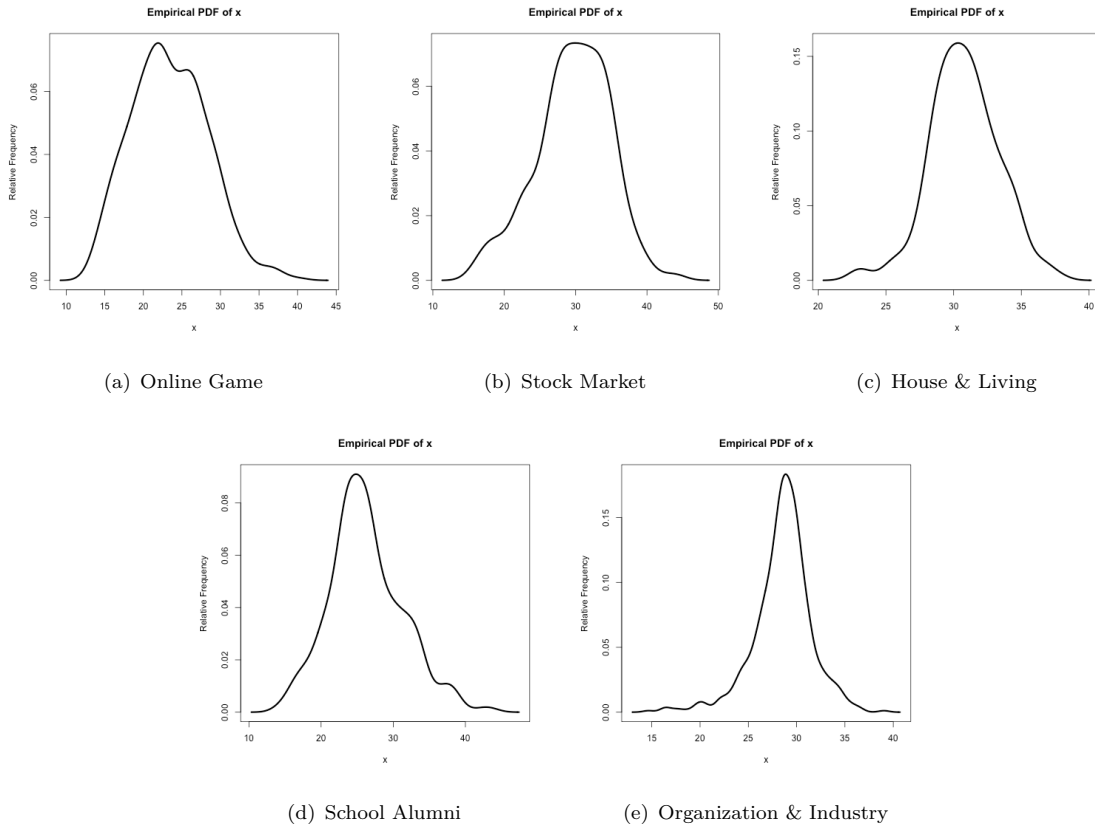 Empirical PDF of x
Relative Frequency
0.00 0.02 0.04 0.06
10 15 20 25 30 35 40 45
x
(a) Online Game
Empirical PDF of x
Relative Frequency
0.00 0.02 0.04 0.06
10 20 30 40 50
x
(b) Stock Market
Empirical PDF of x
Relative Frequency
0.00 0.05 0.10 0.15
20 25 30 35 40
x
(c) House & Living
Empirical PDF of x
Relative Frequency
0.00 0.02 0.04 0.06 0.08
10 20 30 40
x
(d) School Alumni
Empirical PDF of x
Relative Frequency
0.00 0.05 0.10 0.15
15 20 25 30 35 40
x
(e) Organization & Industry